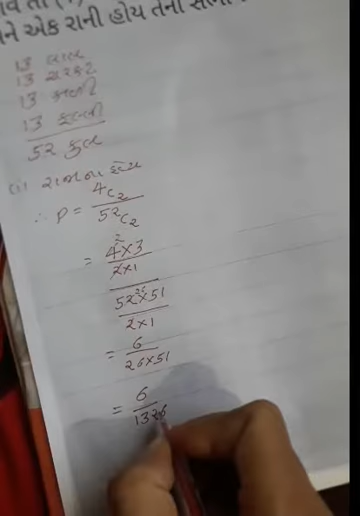 ને એક રાની હોય તેની સંભા
13 લાલ
13 ચરકટ
13 કાળી
13 ફુલ્લી
52 કુલ
(i)
∴ P = 4C2 / 52C2
= 4×3 / 2×1
52×51 / 2×1
= 6 / 26×51
= 6 / 1326